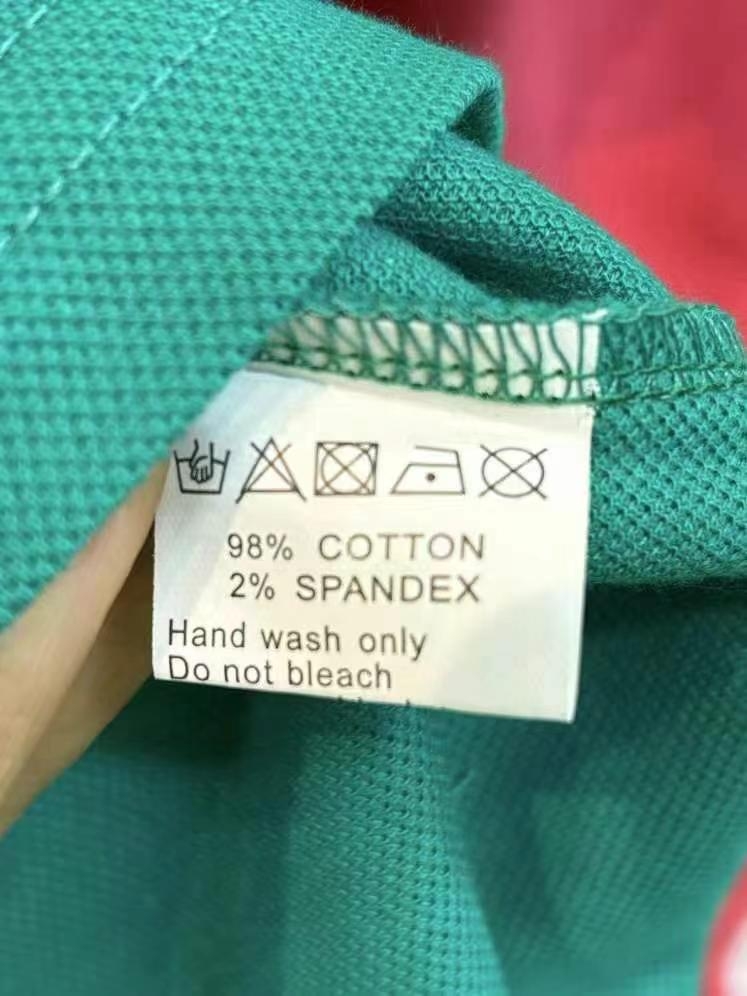 98% COTTON
2% SPANDEX
Hand wash only
Do not bleach